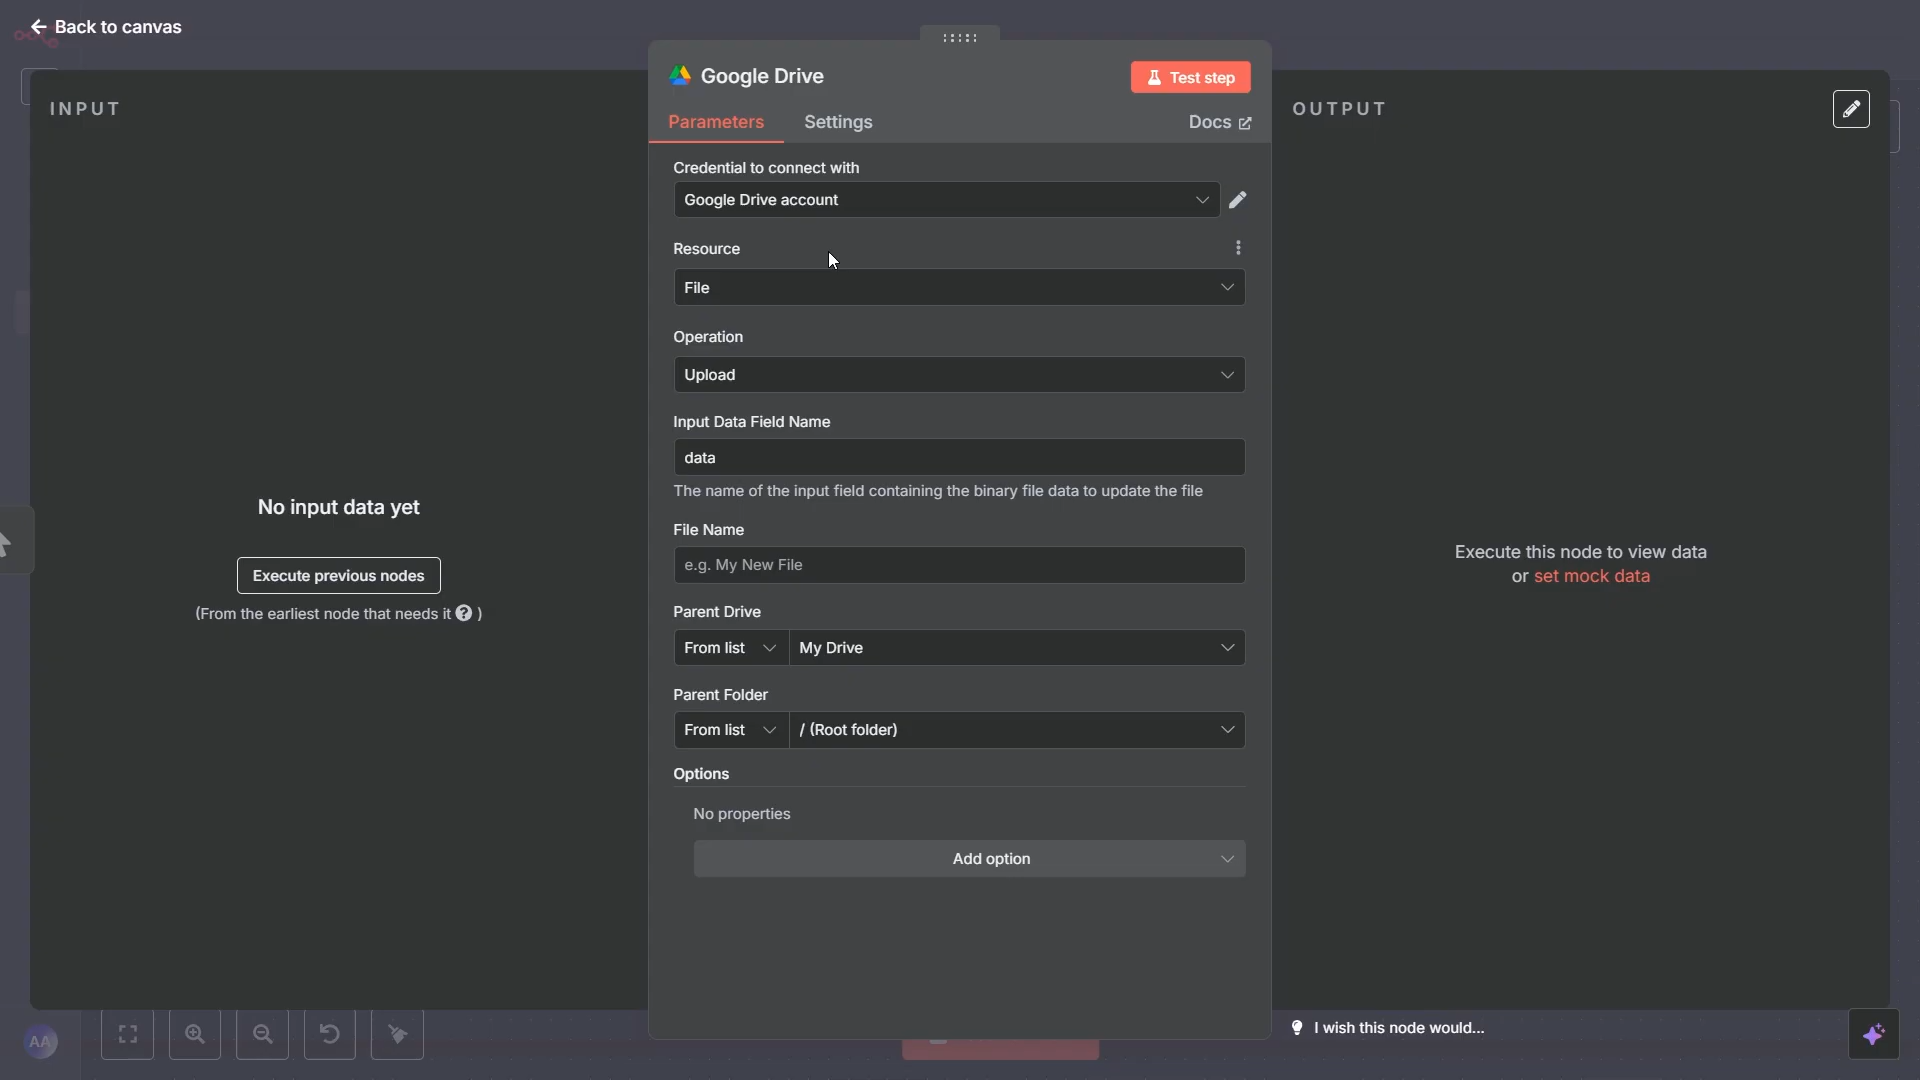 Back to canvas
INPUT
No input data yet
Execute previous nodes
(From the earliest node that needs it ? )
Google Drive
Test step
Parameters
Settings
Docs
Credential to connect with
Google Drive account
Resource
File
Operation
Upload
Input Data Field Name
data
The name of the input field containing the binary file data to update the file
File Name
e.g. My New File
Parent Drive
From list
My Drive
Parent Folder
From list
/ (Root folder)
Options
No properties
Add option
OUTPUT
Execute this node to view data
or set mock data
I wish this node would...
AA